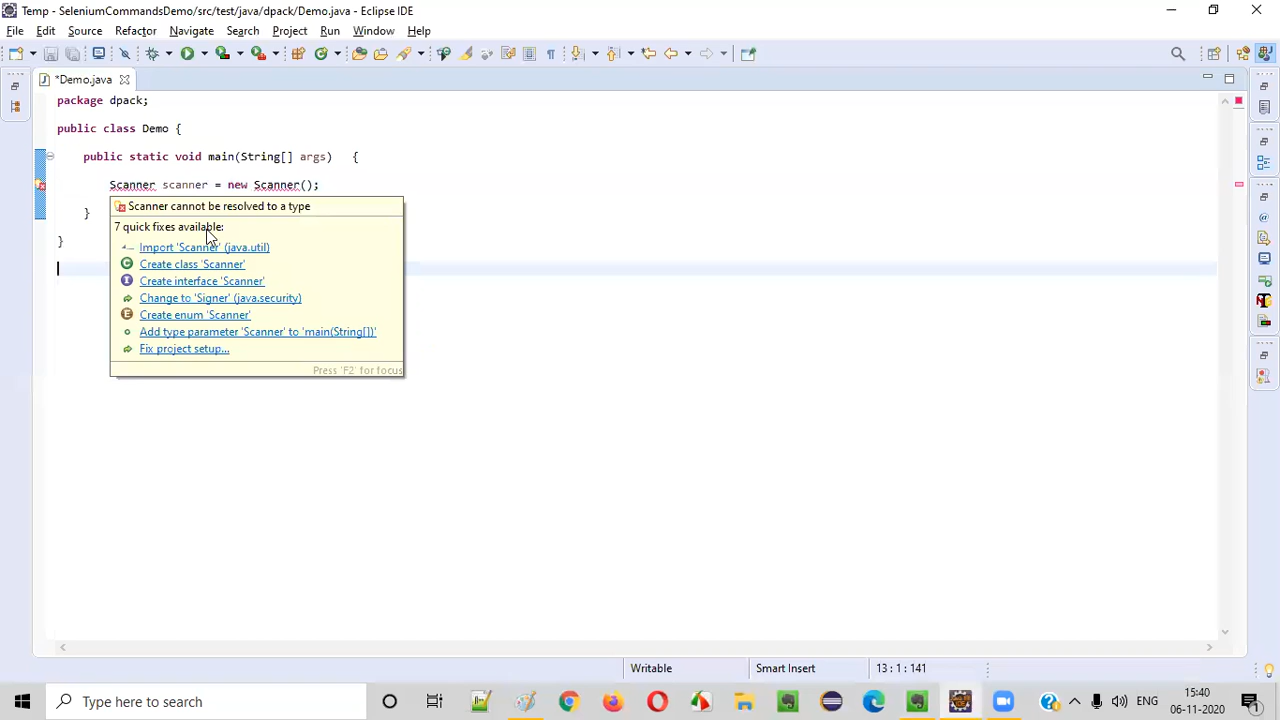 Temp - SeleniumCommandsDemo/src/test/java/dpack/Demo.java - Eclipse IDE
File Edit Source Refactor Navigate Search Project Run Window Help
*Demo.java
package dpack;
public class Demo {
public static void main(String[] args) {
Scanner scanner = new Scanner();
Scanner cannot be resolved to a type
7 quick fixes available:
Import 'Scanner' (java.util)
Create class 'Scanner'
Create interface 'Scanner'
Change to 'Signer' (java.security)
Create enum 'Scanner'
Add type parameter 'Scanner' to 'main(String[])'
Fix project setup...
Press 'F2' for focus
}
}
Writable Smart Insert 13 : 1 : 141
Type here to search
ENG
15:40
06-11-2020